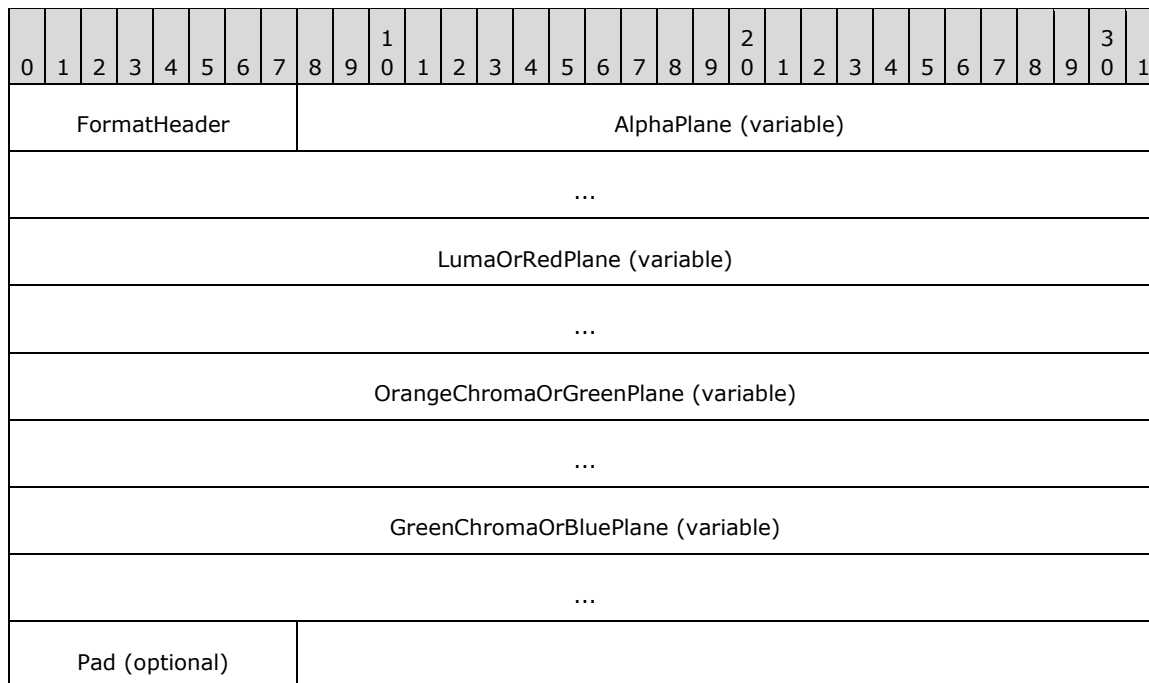 1 2 3
0 1 2 3 4 5 6 7 8 9 0 1 2 3 4 5 6 7 8 9 0 1 2 3 4 5 6 7 8 9 0 1
FormatHeader AlphaPlane (variable)
...
LumaOrRedPlane (variable)
...
OrangeChromaOrGreenPlane (variable)
...
GreenChromaOrBluePlane (variable)
...
Pad (optional)